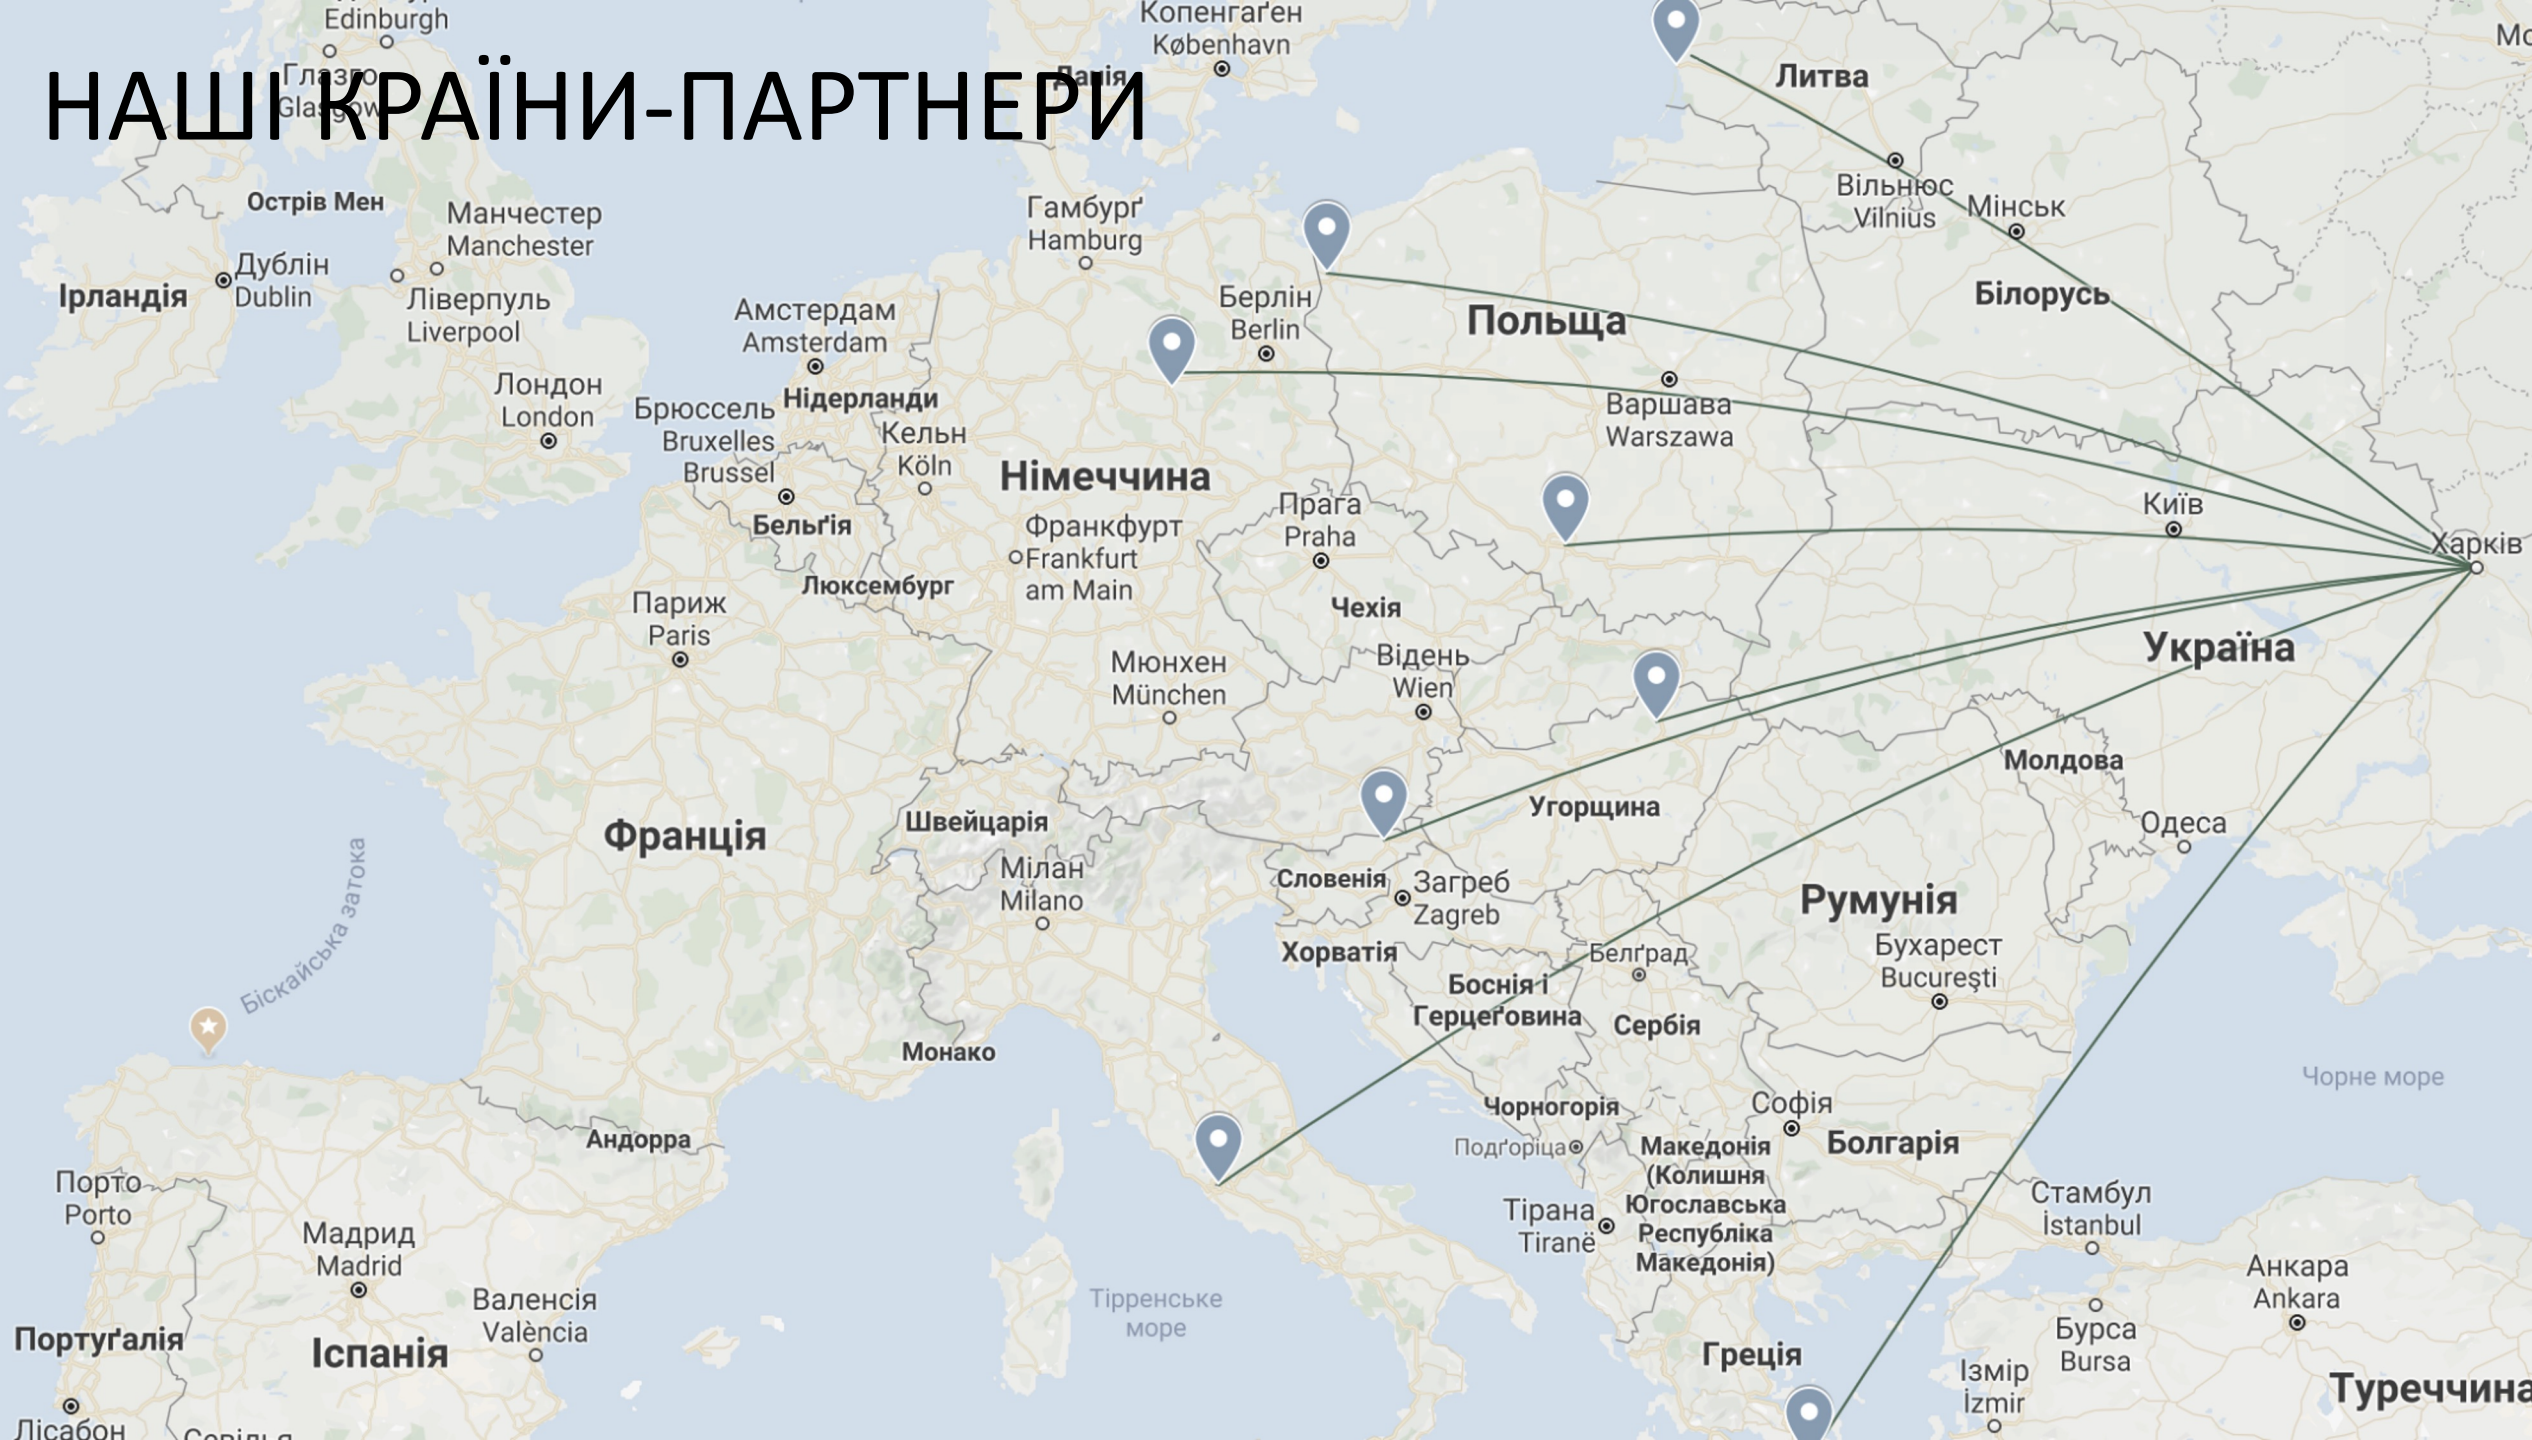 НАШІ КРАЇНИ-ПАРТНЕРИ
Edinburgh
Глазго
Glasgow
Копенгаґен
København
Данія
Литва
Острів Мен
Манчестер
Manchester
Гамбурґ
Hamburg
Вільнюс
Vilnius
Мінськ
Дублін
Dublin
Ірландія
Ліверпуль
Liverpool
Білорусь
Берлін
Berlin
Польща
Амстердам
Amsterdam
Лондон
London
Нідерланди
Брюссель
Bruxelles
Brussel
Варшава
Warszawa
Кельн
Köln
Німеччина
Прага
Praha
Київ
Бельґія
Франкфурт
Frankfurt
am Main
Харків
Люксембург
Париж
Paris
Чехія
Україна
Мюнхен
München
Відень
Wien
Молдова
Угорщина
Швейцарія
Франція
Одеса
Мілан
Milano
Словенія
Загреб
Zagreb
Румунія
Біскайська затока
Хорватія
Белґрад
Бухарест
Bucureşti
Боснія і
Герцеґовина
Сербія
Монако
Чорне море
Чорногорія
Софія
Андорра
Подґоріца
Македонія
(Колишня
Югославська
Республіка
Македонія)
Болгарія
Порто
Porto
Стамбул
İstanbul
Тірана
Tiranë
Мадрид
Madrid
Анкара
Ankara
Валенсія
València
Тірренське
море
Португалія
Іспанія
Греція
Бурса
Bursa
Ізмір
İzmir
Туреччина
Лісабон